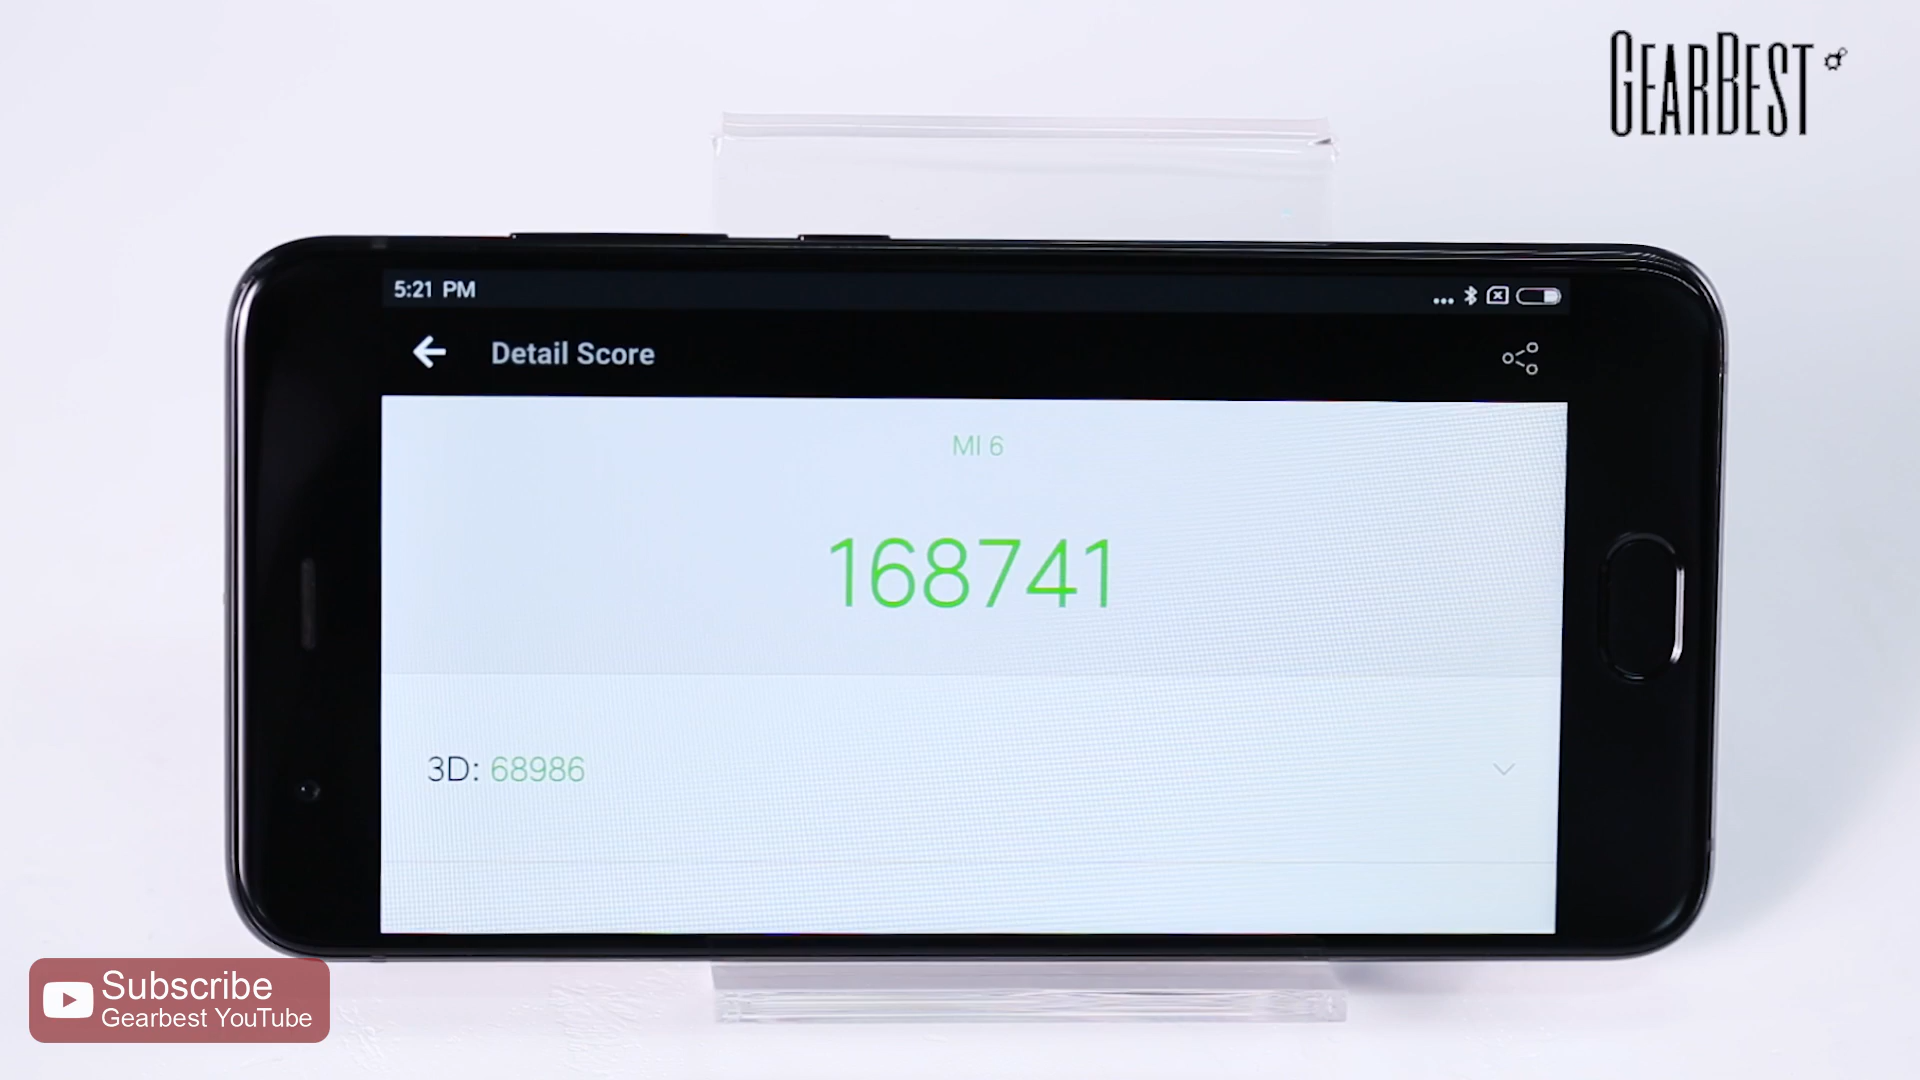 GEARBEST
5:21 PM
Detail Score
MI 6
168741
3D: 68986
Subscribe
Gearbest YouTube